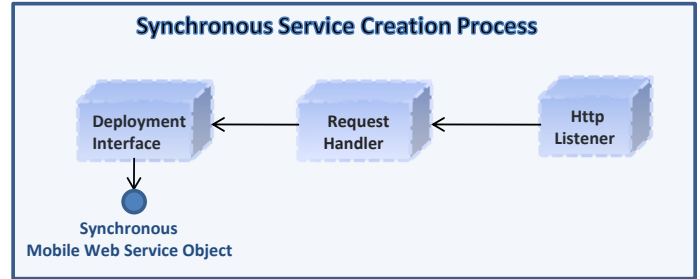 Synchronous Service Creation Process
Deployment
Interface
Request
Handler
Http
Listener
Synchronous
Mobile Web Service Object